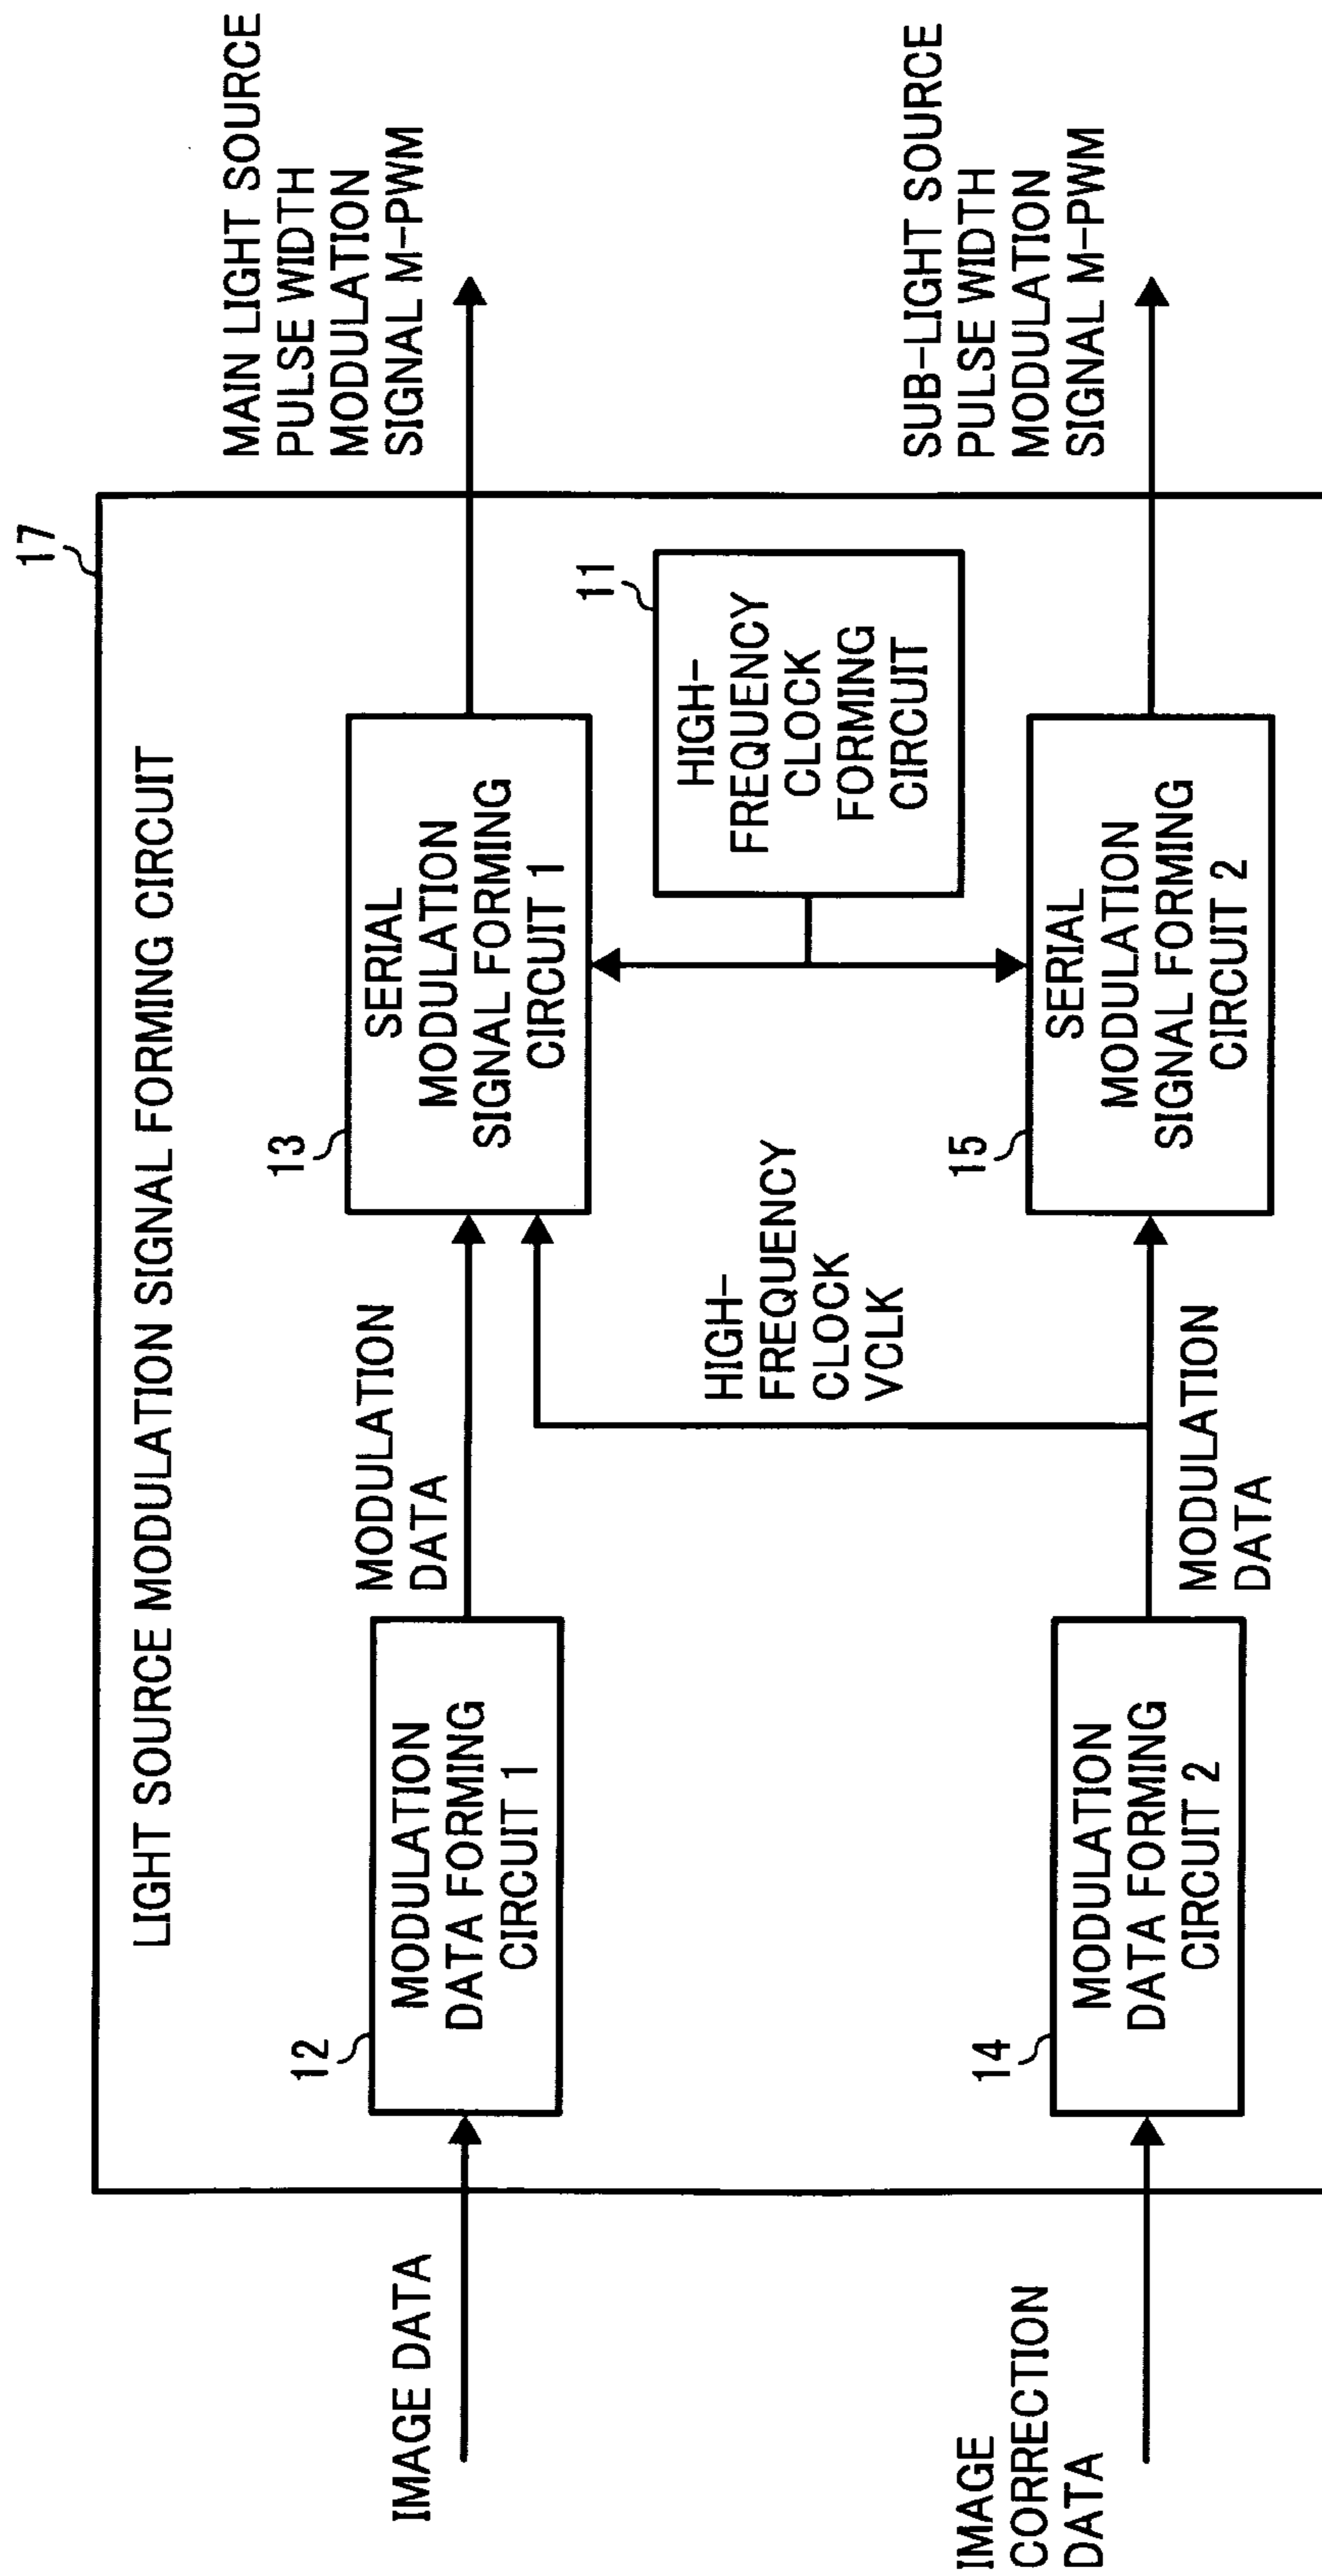 17
LIGHT SOURCE MODULATION SIGNAL FORMING CIRCUIT
IMAGE DATA
12
MODULATION
DATA FORMING
CIRCUIT 1
MODULATION
DATA
13
SERIAL
MODULATION
SIGNAL FORMING
CIRCUIT 1
MAIN LIGHT SOURCE
PULSE WIDTH
MODULATION
SIGNAL M-PWM
HIGH-
FREQUENCY
CLOCK
VCLK
11
HIGH-
FREQUENCY
CLOCK
FORMING
CIRCUIT
IMAGE
CORRECTION
DATA
14
MODULATION
DATA FORMING
CIRCUIT 2
MODULATION
DATA
15
SERIAL
MODULATION
SIGNAL FORMING
CIRCUIT 2
SUB-LIGHT SOURCE
PULSE WIDTH
MODULATION
SIGNAL M-PWM